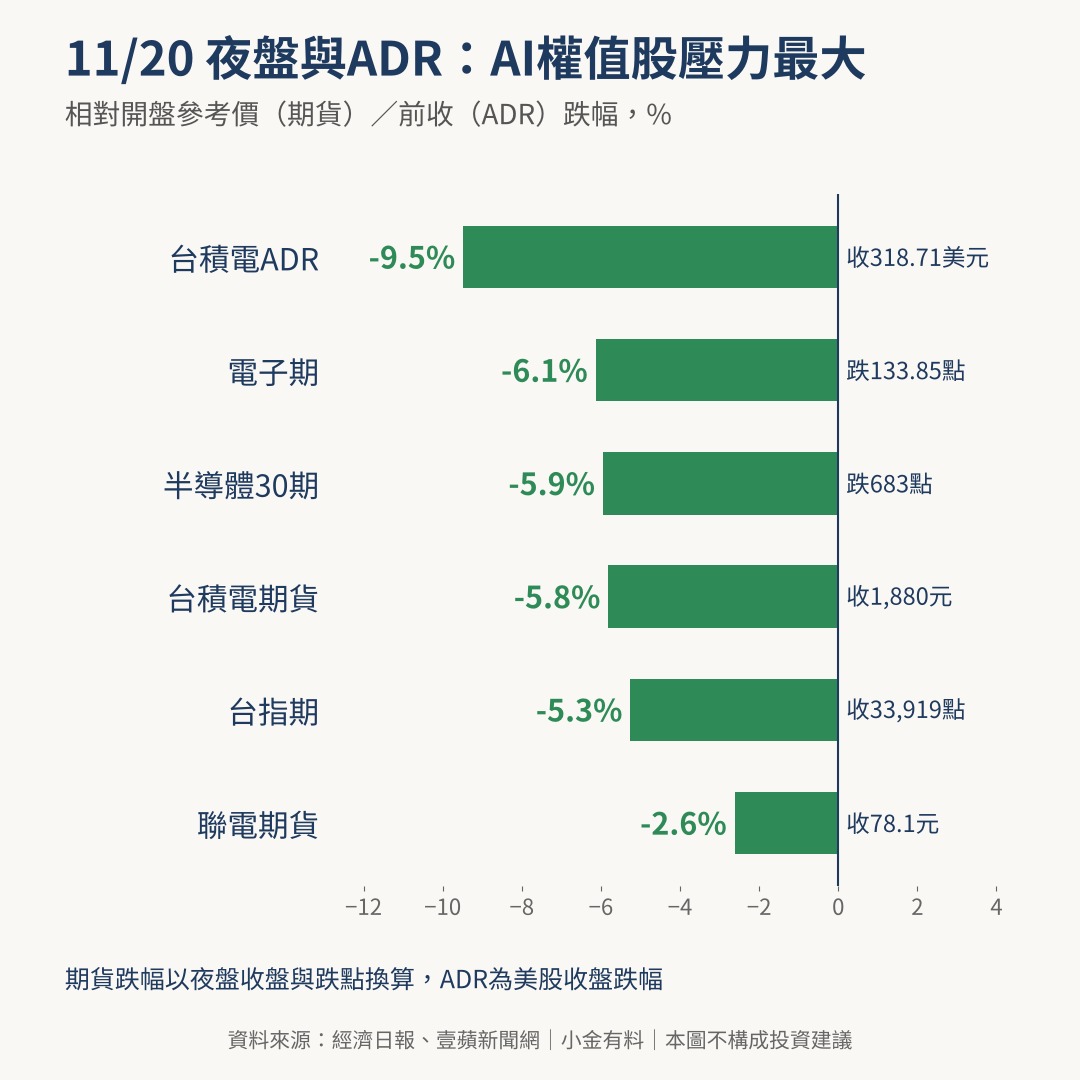 11/20 夜盤與ADR：AI權值股壓力最大
相對開盤參考價（期貨）／前收（ADR）跌幅，%
台積電ADR -9.5% 收318.71美元
電子期 -6.1% 跌133.85點
半導體30期 -5.9% 跌683點
台積電期貨 -5.8% 收1,880元
台指期 -5.3% 收33,919點
聯電期貨 -2.6% 收78.1元
−12 −10 −8 −6 −4 −2 0 2 4
期貨跌幅以夜盤收盤與跌點換算，ADR為美股收盤跌幅
資料來源：經濟日報、壹蘋新聞網｜小金有料｜本圖不構成投資建議